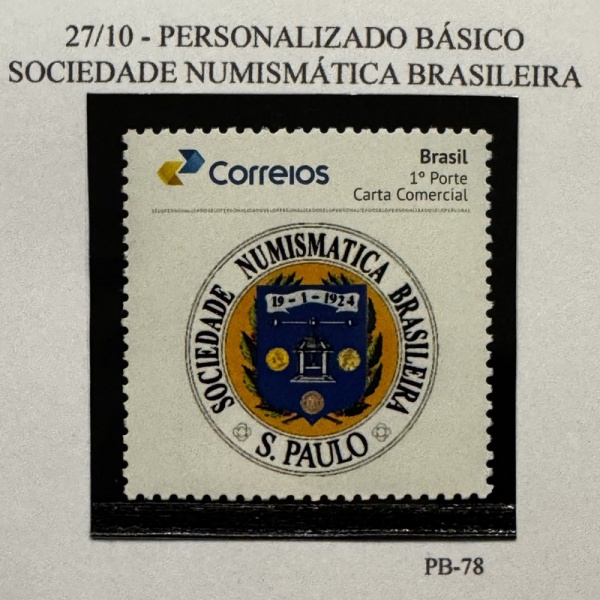 27/10 - PERSONALIZADO BÁSICO
SOCIEDADE NUMISMÁTICA BRASILEIRA
Correios
Brasil
1º Porte
Carta Comercial
SOCIEDADE NUMISMATICA BRASILEIRA
19-1-1924
S. PAULO
PB-78